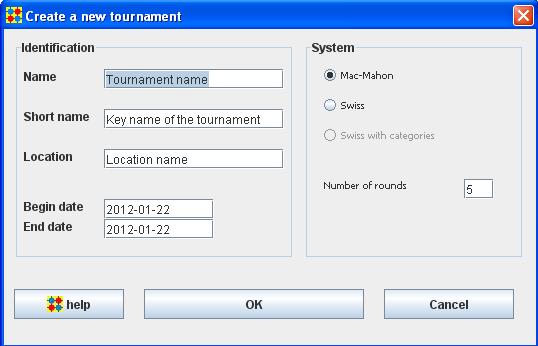 Create a new tournament
Identification
Name
Tournament name
Short name
Key name of the tournament
Location
Location name
Begin date
2012-01-22
End date
2012-01-22
System
Mac-Mahon
Swiss
Swiss with categories
Number of rounds
5
help
OK
Cancel